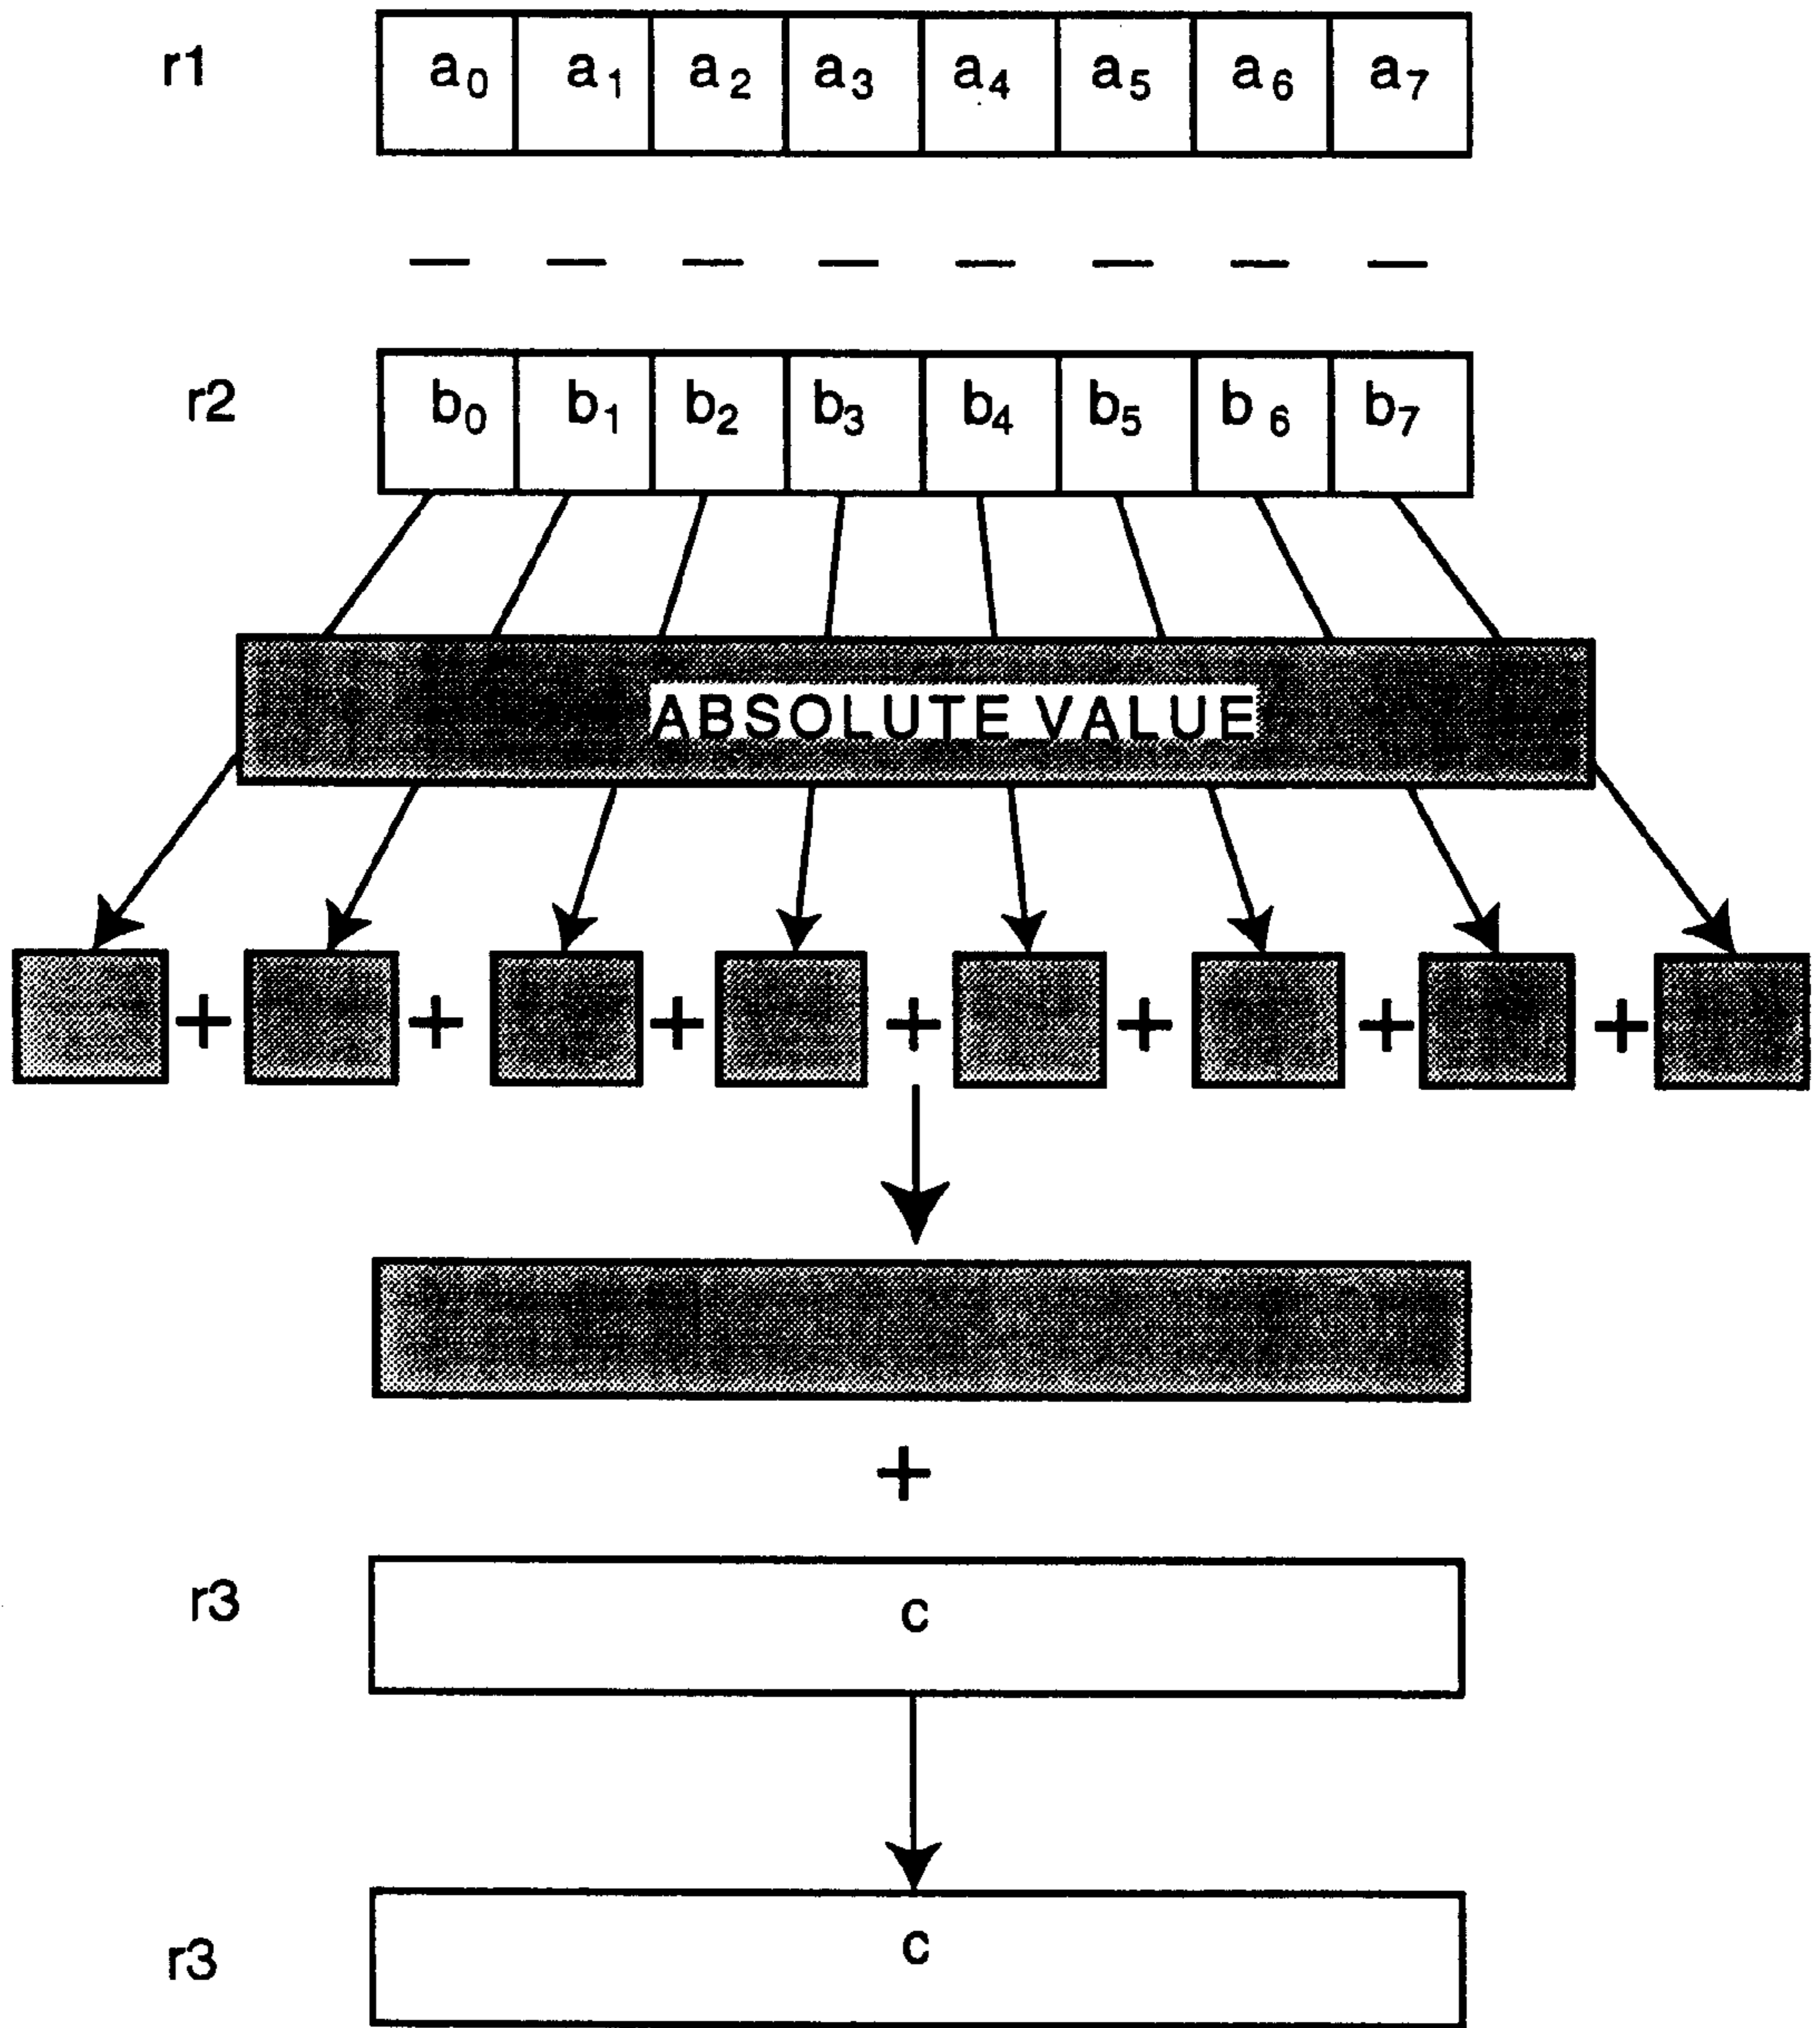 r1 a0 a1 a2 a3 a4 a5 a6 a7
— — — — — — — —
r2 b0 b1 b2 b3 b4 b5 b6 b7
ABSOLUTE VALUE
+ + + + + + +
+
r3 c
r3 c